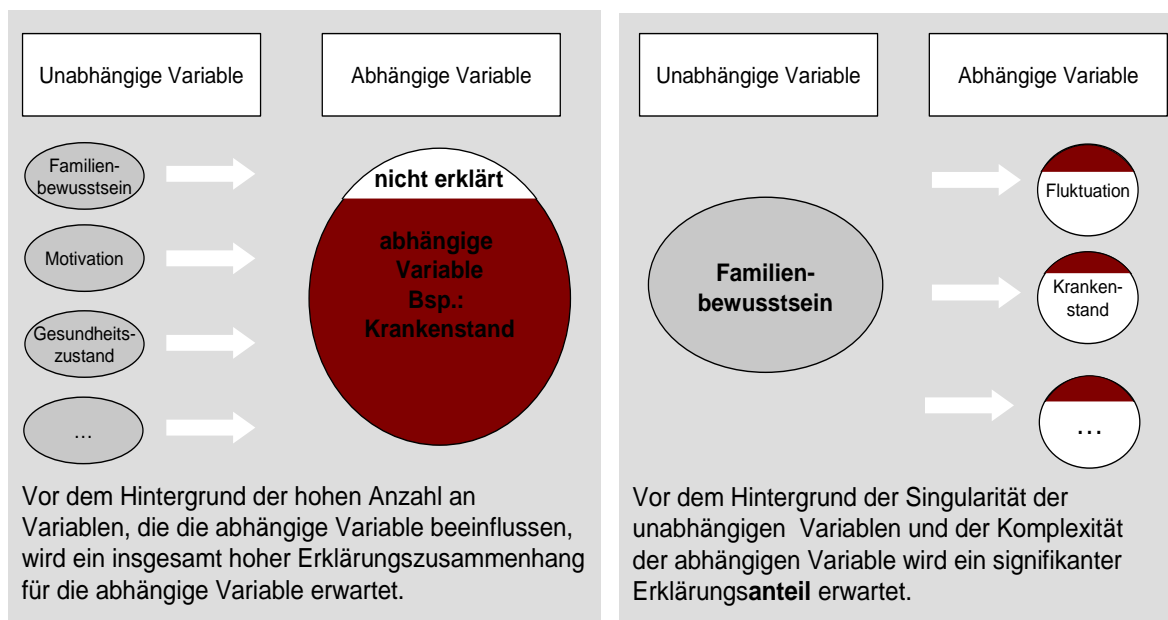 Unabhängige Variable
Abhängige Variable
Familien-
bewusstsein
Motivation
Gesundheits-
zustand
…
nicht erklärt
abhängige
Variable
Bsp.:
Krankenstand
Vor dem Hintergrund der hohen Anzahl an
Variablen, die die abhängige Variable beeinflussen,
wird ein insgesamt hoher Erklärungszusammenhang
für die abhängige Variable erwartet.
Unabhängige Variable
Abhängige Variable
Familien-
bewusstsein
Fluktuation
Kranken-
stand
…
Vor dem Hintergrund der Singularität der
unabhängigen Variablen und der Komplexität
der abhängigen Variable wird ein signifikanter
Erklärungsanteil erwartet.